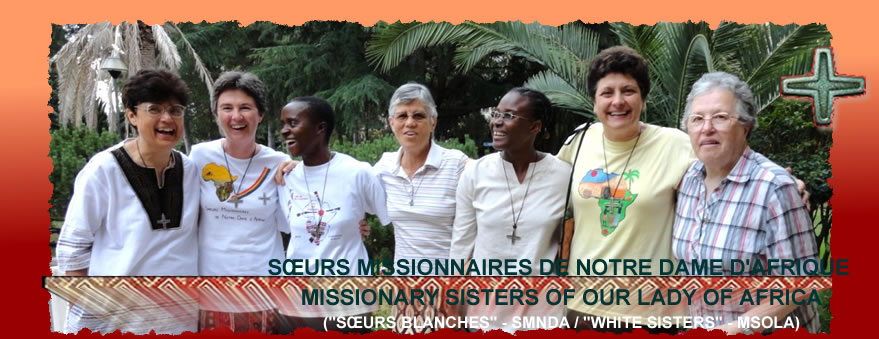 SŒURS MISSIONNAIRES DE NOTRE DAME D'AFRIQUE
MISSIONARY SISTERS OF OUR LADY OF AFRICA
("SŒURS BLANCHES" - SMNDA / "WHITE SISTERS" - MSOLA)